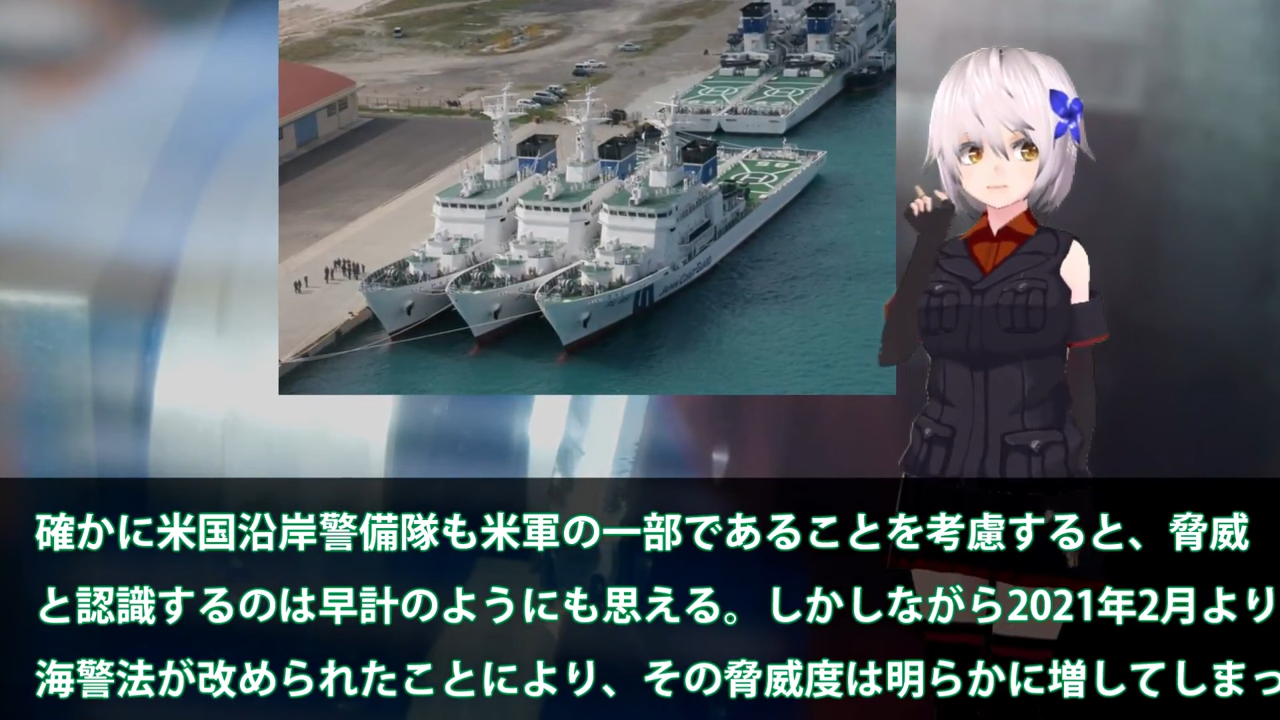 JAPAN COAST GUARD
確かに米国沿岸警備隊も米軍の一部であることを考慮すると、脅威
と認識するのは早計のようにも思える。しかしながら2021年2月より
海警法が改められたことにより、その脅威度は明らかに増してしまっ